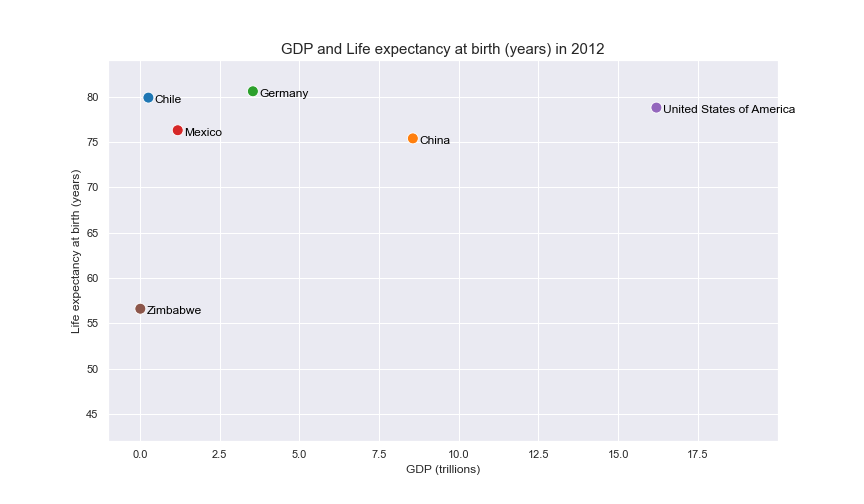 GDP and Life expectancy at birth (years) in 2012
Life expectancy at birth (years)
80
75
70
65
60
55
50
45
Chile
Germany
United States of America
Mexico
China
Zimbabwe
0.0 2.5 5.0 7.5 10.0 12.5 15.0 17.5
GDP (trillions)